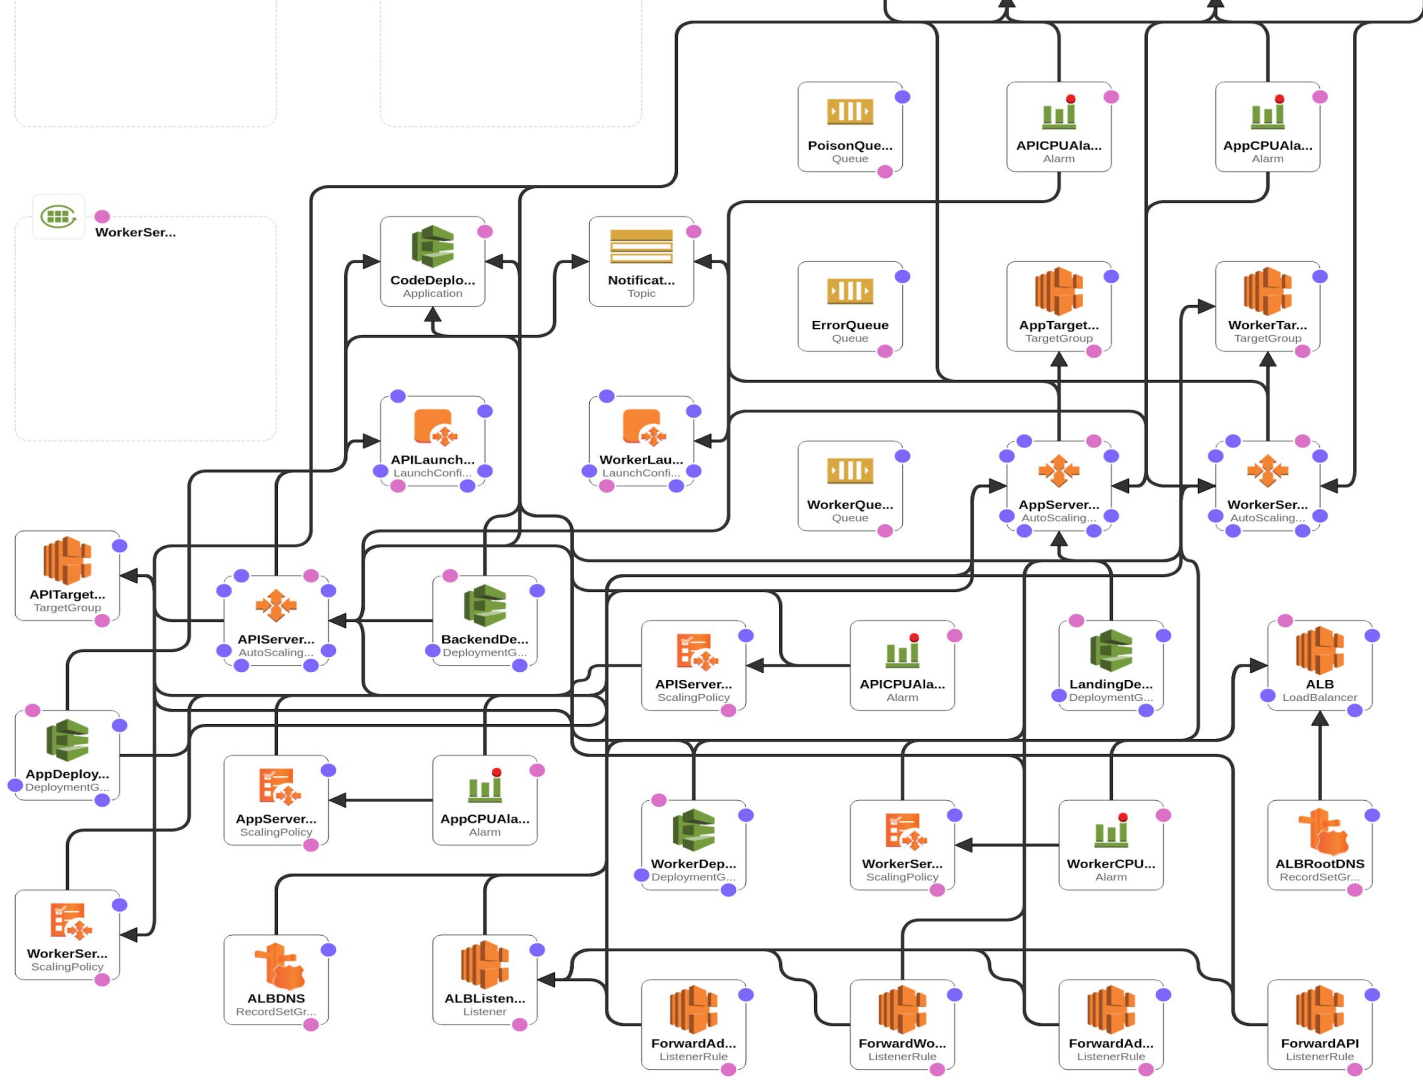 PoisonQue...
Queue
APICPUAla...
Alarm
AppCPUAla...
Alarm
WorkerSer...
CodeDeplo...
Application
Notificat...
Topic
ErrorQueue
Queue
AppTarget...
TargetGroup
WorkerTar...
TargetGroup
APILaunch...
LaunchConfi...
WorkerLau...
LaunchConfi...
WorkerQue...
Queue
AppServer...
AutoScaling...
WorkerSer...
AutoScaling...
APITarget...
TargetGroup
APIServer...
AutoScaling...
BackendDe...
DeploymentG...
APIServer...
ScalingPolicy
APICPUAla...
Alarm
LandingDe...
DeploymentG...
ALB
LoadBalancer
AppDeploy...
DeploymentG...
AppServer...
ScalingPolicy
AppCPUAla...
Alarm
WorkerDep...
DeploymentG...
WorkerSer...
ScalingPolicy
WorkerCPU...
Alarm
ALBRootDNS
RecordSetGr...
WorkerSer...
ScalingPolicy
ALBDNS
RecordSetGr...
ALBListen...
Listener
ForwardAd...
ListenerRule
ForwardWo...
ListenerRule
ForwardAd...
ListenerRule
ForwardAPI
ListenerRule